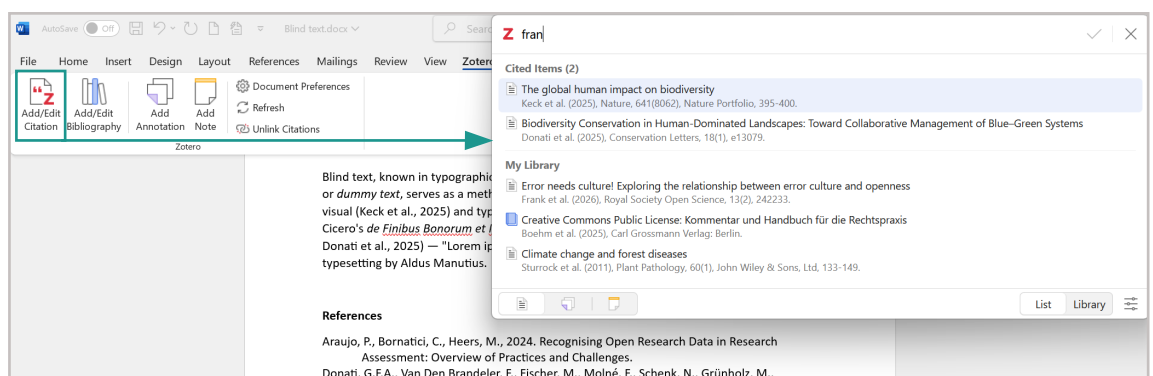 AutoSave Off Blind text.docx Sear
File Home Insert Design Layout References Mailings Review View Zotero
Add/Edit Citation
Add/Edit Bibliography
Add Annotation
Add Note
Document Preferences
Refresh
Unlink Citations
Zotero
Z fran
Cited Items (2)
The global human impact on biodiversity
Keck et al. (2025), Nature, 641(8062), Nature Portfolio, 395-400.
Biodiversity Conservation in Human-Dominated Landscapes: Toward Collaborative Management of Blue–Green Systems
Donati et al. (2025), Conservation Letters, 18(1), e13079.
My Library
Error needs culture! Exploring the relationship between error culture and openness
Frank et al. (2026), Royal Society Open Science, 13(2), 242233.
Creative Commons Public License: Kommentar und Handbuch für die Rechtspraxis
Boehm et al. (2025), Carl Grossmann Verlag: Berlin.
Climate change and forest diseases
Sturrock et al. (2011), Plant Pathology, 60(1), John Wiley & Sons, Ltd, 133-149.
List Library
Blind text, known in typographic
or dummy text, serves as a meth
visual (Keck et al., 2025) and typ
Cicero's de Finibus Bonorum et
Donati et al., 2025) — "Lorem ip
typesetting by Aldus Manutius.
References
Araujo, P., Bornatici, C., Heers, M., 2024. Recognising Open Research Data in Research
Assessment: Overview of Practices and Challenges.
Donati, G.F.A., Van Den Brandeler, F., Fischer, M., Molné, F., Schenk, N., Grünholz, M.,